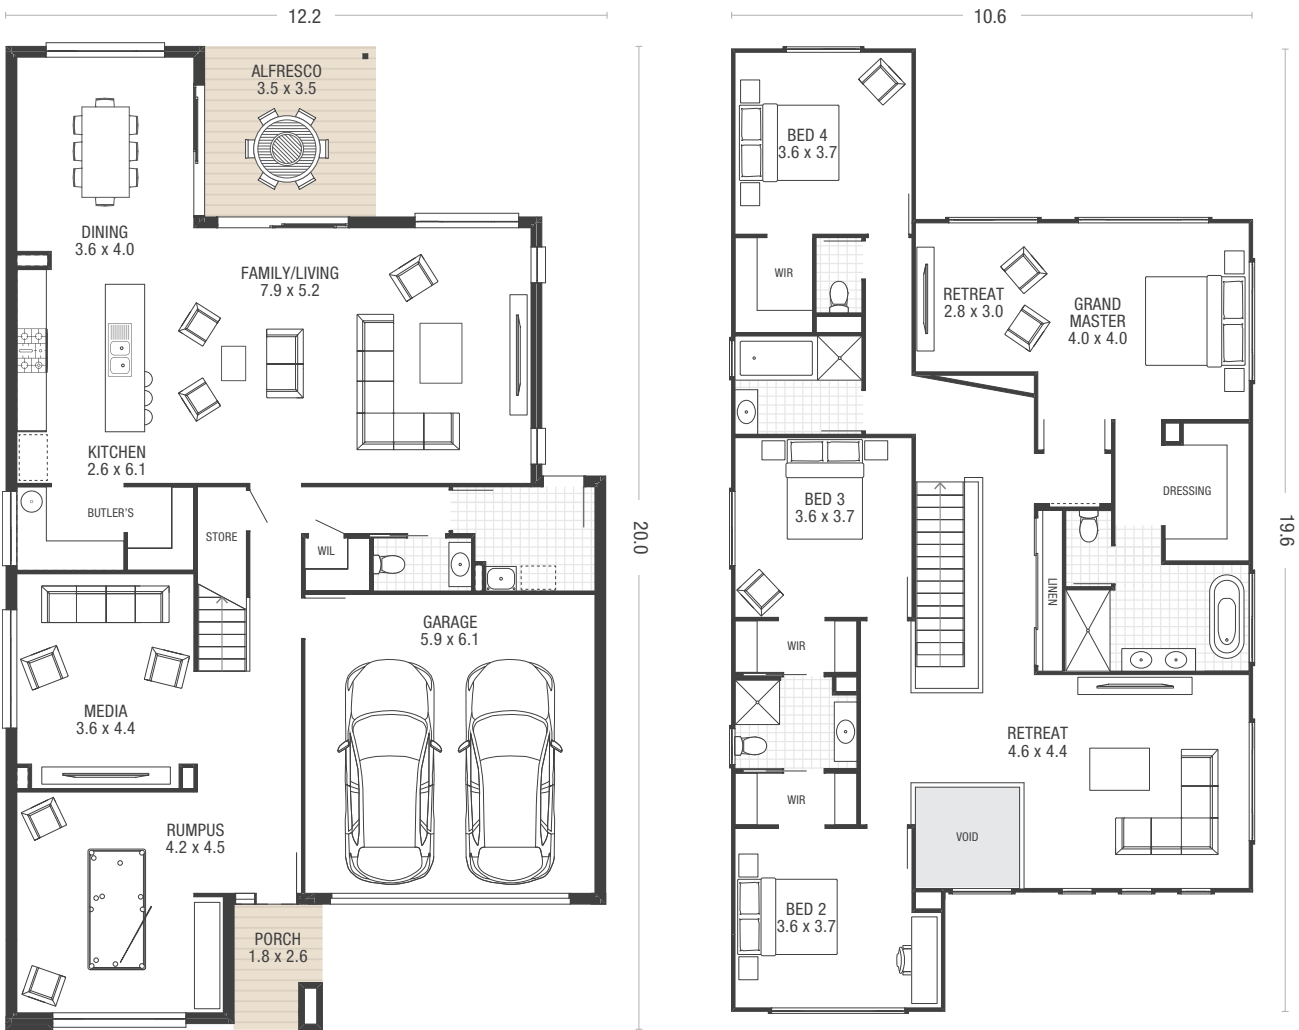 12.2
ALFRESCO
3.5 x 3.5
DINING
3.6 x 4.0
FAMILY/LIVING
7.9 x 5.2
KITCHEN
2.6 x 6.1
BUTLER'S
STORE
WIL
GARAGE
5.9 x 6.1
MEDIA
3.6 x 4.4
RUMPUS
4.2 x 4.5
PORCH
1.8 x 2.6
20.0
10.6
BED 4
3.6 x 3.7
WIR
RETREAT
2.8 x 3.0
GRAND
MASTER
4.0 x 4.0
BED 3
3.6 x 3.7
DRESSING
LINEN
WIR
RETREAT
4.6 x 4.4
WIR
VOID
BED 2
3.6 x 3.7
19.6